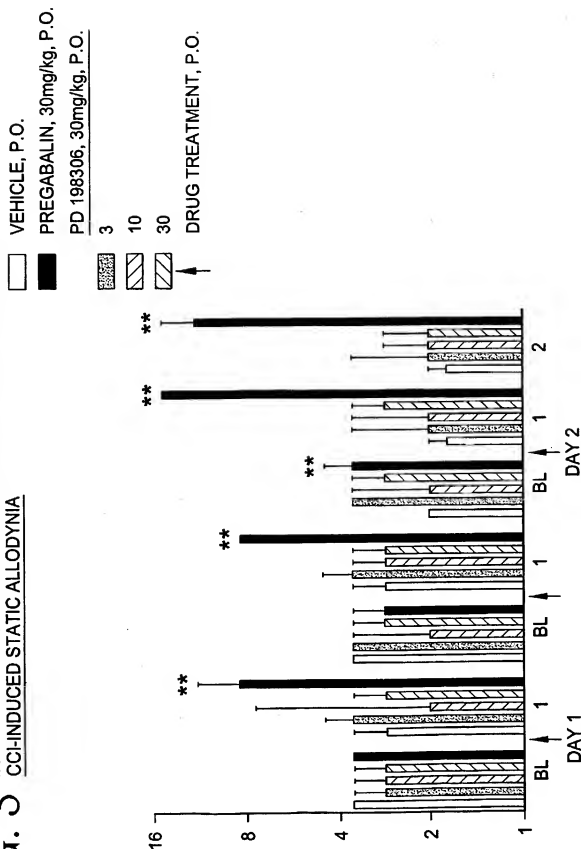 G. 5
CCI-INDUCED STATIC ALLODYNIA
VEHICLE, P.O.
PREGABALIN, 30mg/kg, P.O.
PD 198306, 30mg/kg, P.O.
3
10
30
DRUG TREATMENT, P.O.
16
8
4
2
1
**
**
**
**
**
BL
1
BL
1
BL
1
2
DAY 1
DAY 2